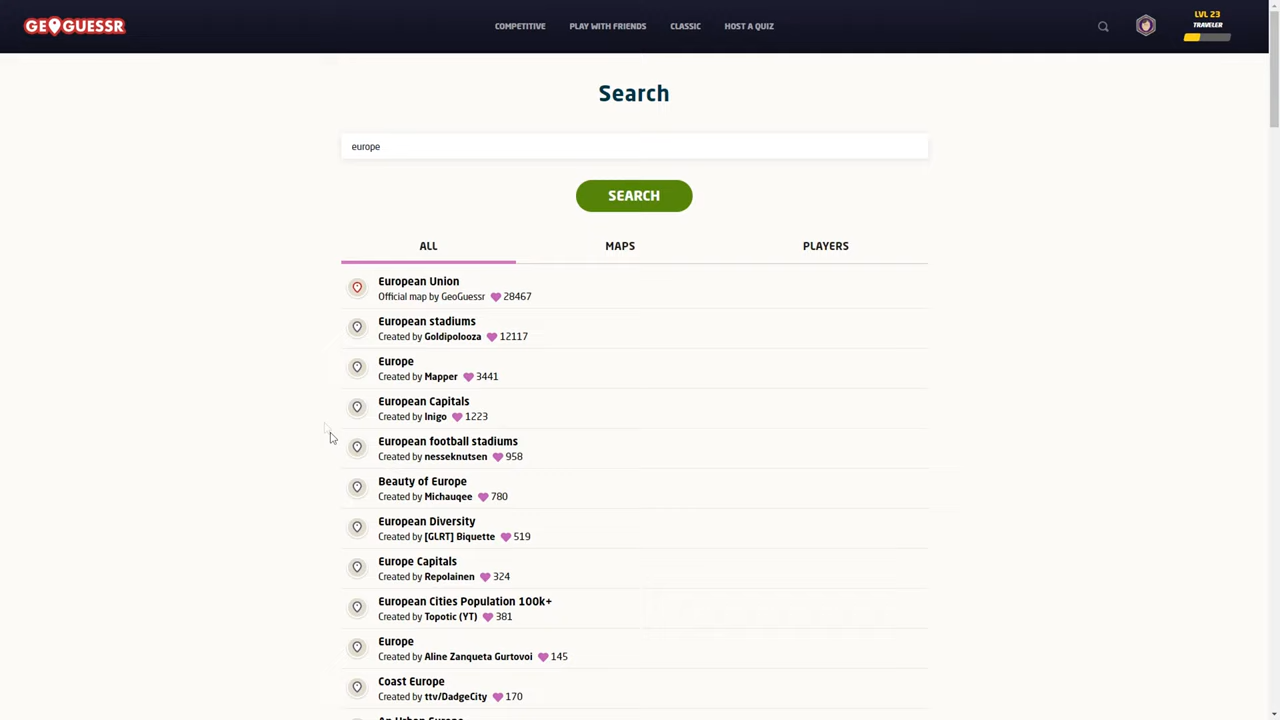 GEOGUESSR
COMPETITIVE PLAY WITH FRIENDS CLASSIC HOST A QUIZ
LVL 23
TRAVELER
Search
europe
SEARCH
ALL MAPS PLAYERS
European Union
Official map by GeoGuessr 28467
European stadiums
Created by Goldipolooza 12117
Europe
Created by Mapper 3441
European Capitals
Created by Inigo 1223
European football stadiums
Created by nesseknutsen 958
Beauty of Europe
Created by Michauqee 780
European Diversity
Created by [GLRT] Biquette 519
Europe Capitals
Created by Repolainen 324
European Cities Population 100k+
Created by Topotic (YT) 381
Europe
Created by Aline Zanqueta Gurtovoi 145
Coast Europe
Created by ttv/DadgeCity 170
An Urban Europe